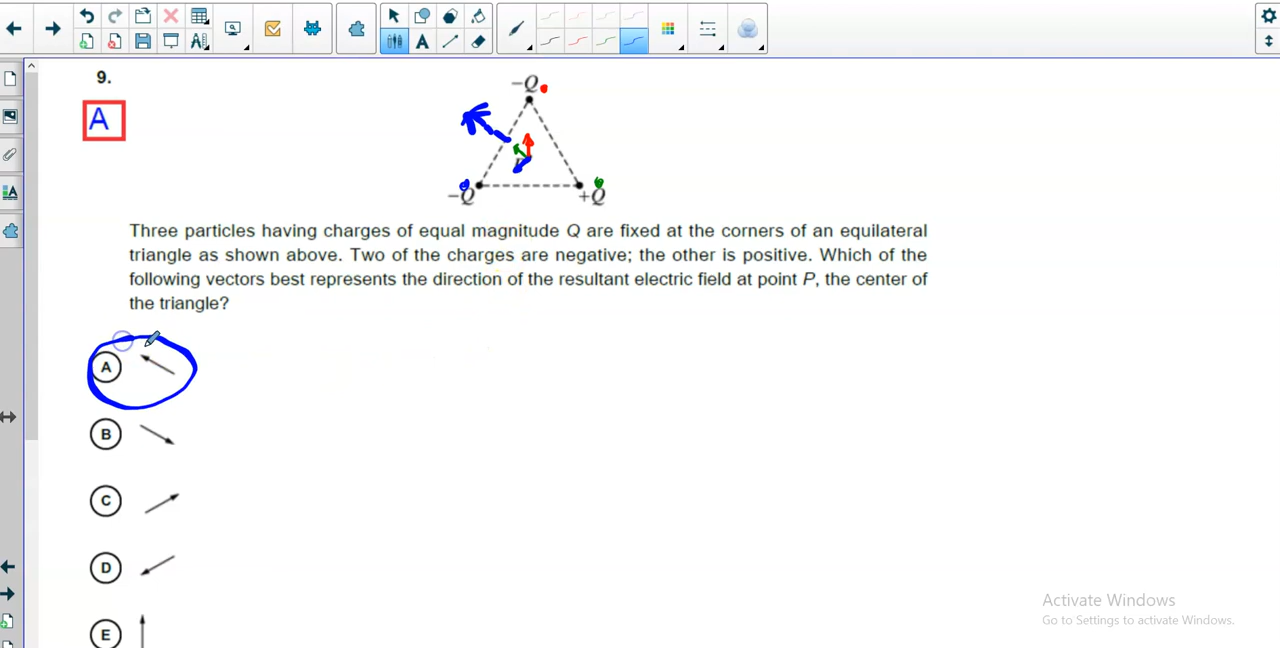 9.
A
−Q
−Q
+Q
Three particles having charges of equal magnitude Q are fixed at the corners of an equilateral
triangle as shown above. Two of the charges are negative; the other is positive. Which of the
following vectors best represents the direction of the resultant electric field at point P, the center of
the triangle?
A
B
C
D
E
Activate Windows
Go to Settings to activate Windows.